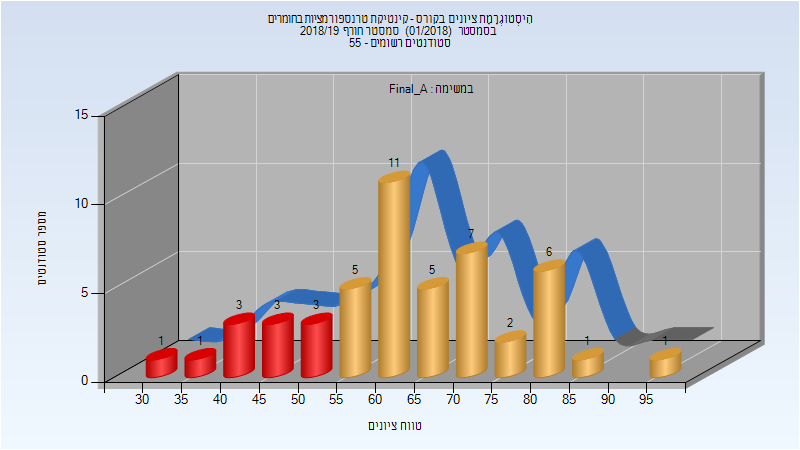 היסטוגרמת ציונים בקורס - קינטיקת טרנספורמציות בחומרים
בסמסטר (01/2018) סמסטר חורף 2018/19
סטודנטים רשומים - 55
במשימה : Final_A
מספר סטודנטים
15
10
5
0
1 1 3 3 3 5 11 5 7 2 6 1 1
30 35 40 45 50 55 60 65 70 75 80 85 90 95
טווח ציונים